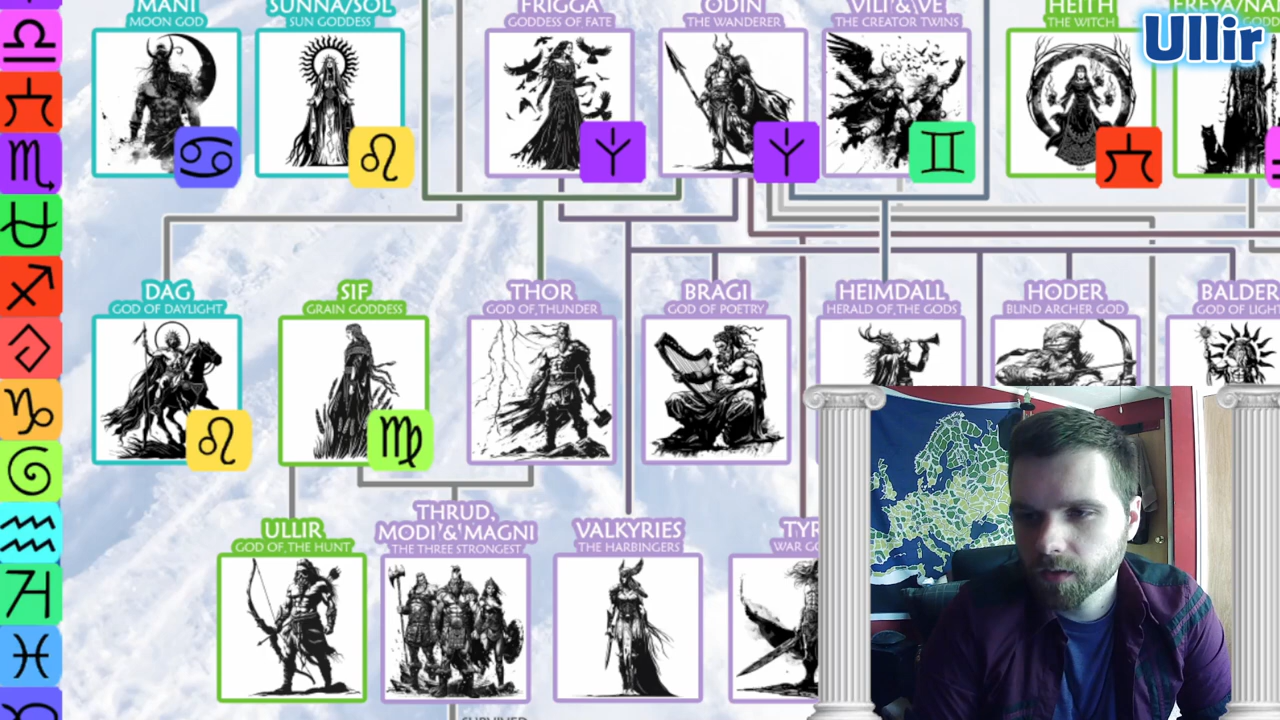 MANI
MOON GOD
SUNNA/SOL
SUN GODDESS
FRIGGA
GODDESS OF FATE
ODIN
THE WANDERER
VILI & VE
THE CREATOR TWINS
HEITH
THE WITCH
Ullir
DAG
GOD OF DAYLIGHT
SIF
GRAIN GODDESS
THOR
GOD OF THUNDER
BRAGI
GOD OF POETRY
HEIMDALL
HERALD OF THE GODS
HODER
BLIND ARCHER GOD
BALDER
GOD OF LIGHT
ULLIR
GOD OF THE HUNT
THRUD,
MODI & MAGNI
THE THREE STRONGEST
VALKYRIES
THE HARBINGERS
TYR
WAR